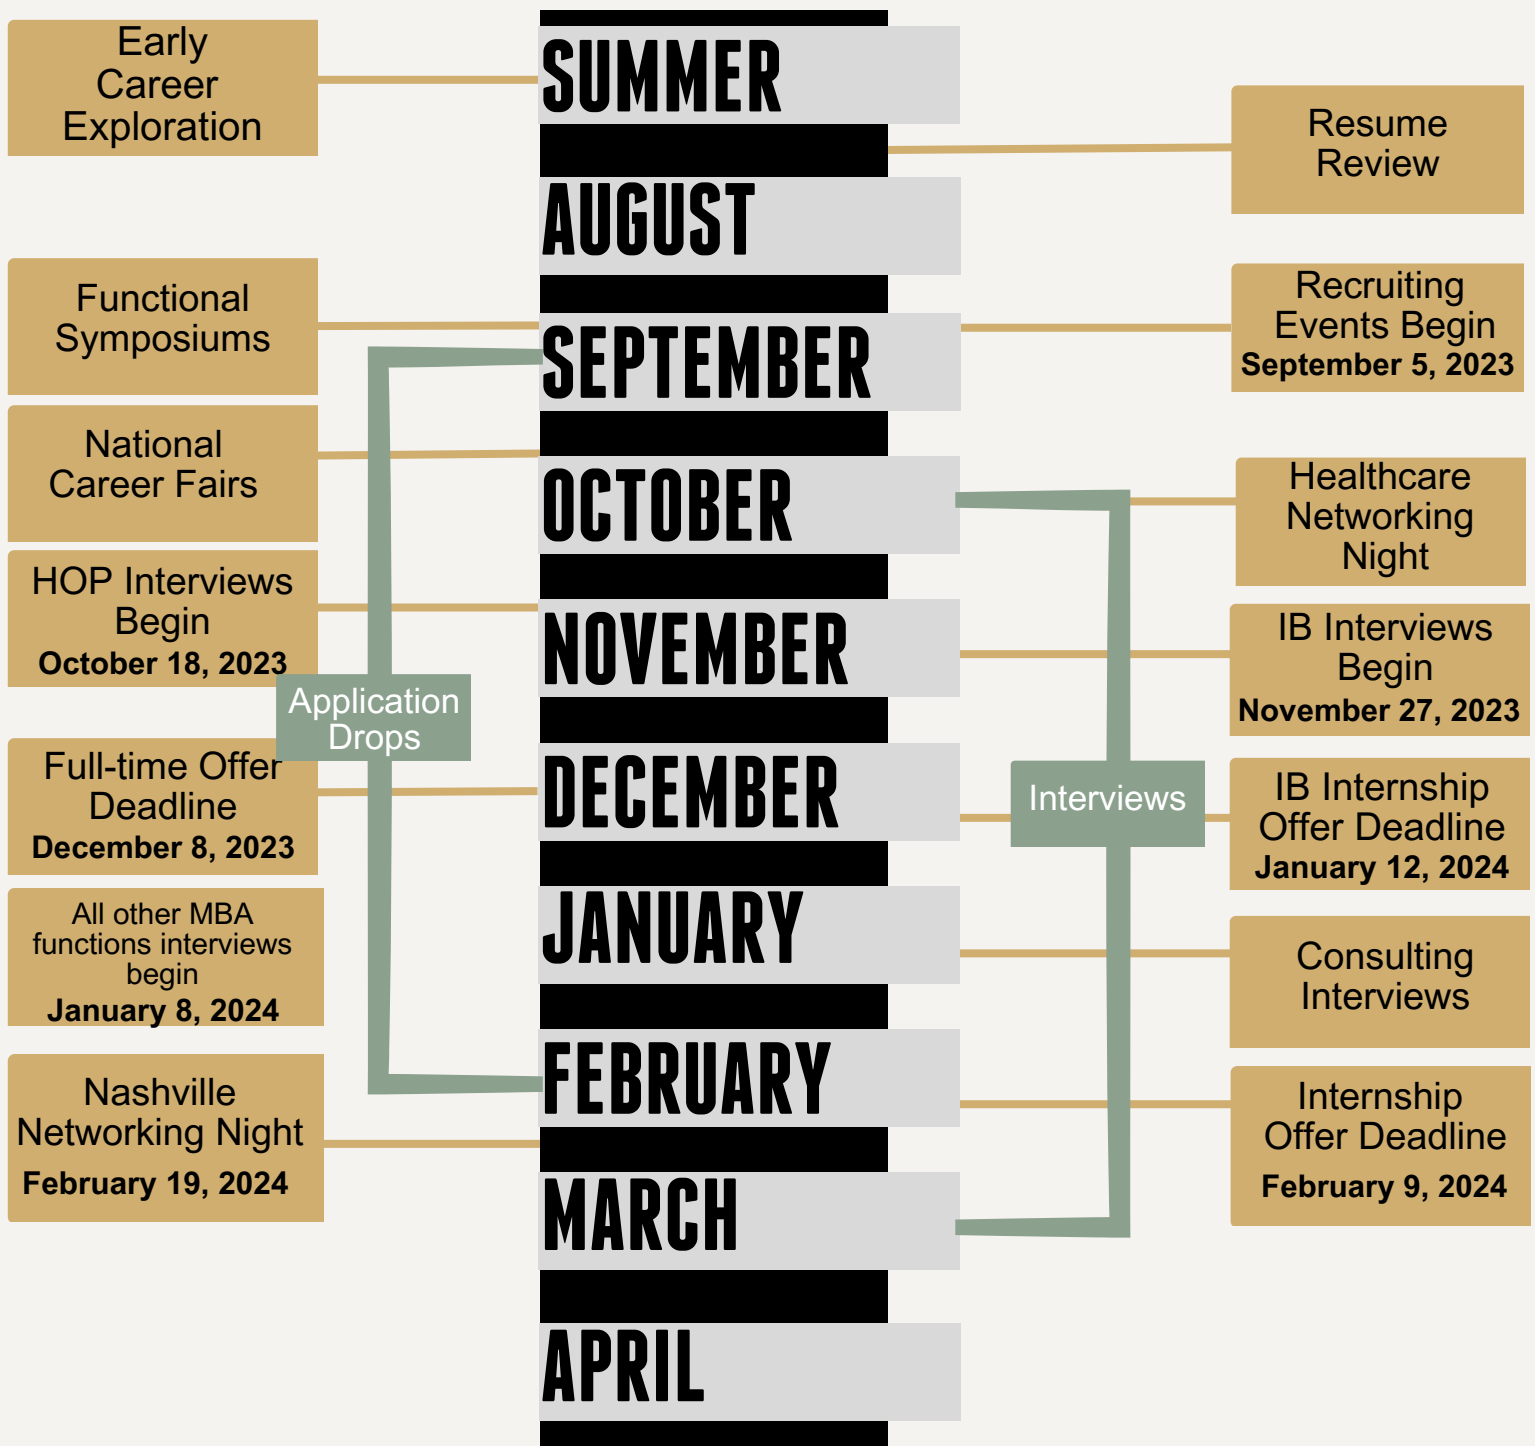 Early
Career
Exploration
SUMMER
Resume
Review
AUGUST
Functional
Symposiums
SEPTEMBER
Recruiting
Events Begin
September 5, 2023
National
Career Fairs
OCTOBER
Healthcare
Networking
Night
HOP Interviews
Begin
October 18, 2023
NOVEMBER
IB Interviews
Begin
November 27, 2023
Application
Drops
Full-time Offer
Deadline
December 8, 2023
DECEMBER
Interviews
IB Internship
Offer Deadline
January 12, 2024
All other MBA
functions interviews
begin
January 8, 2024
JANUARY
Consulting
Interviews
Nashville
Networking Night
February 19, 2024
FEBRUARY
Internship
Offer Deadline
February 9, 2024
MARCH
APRIL